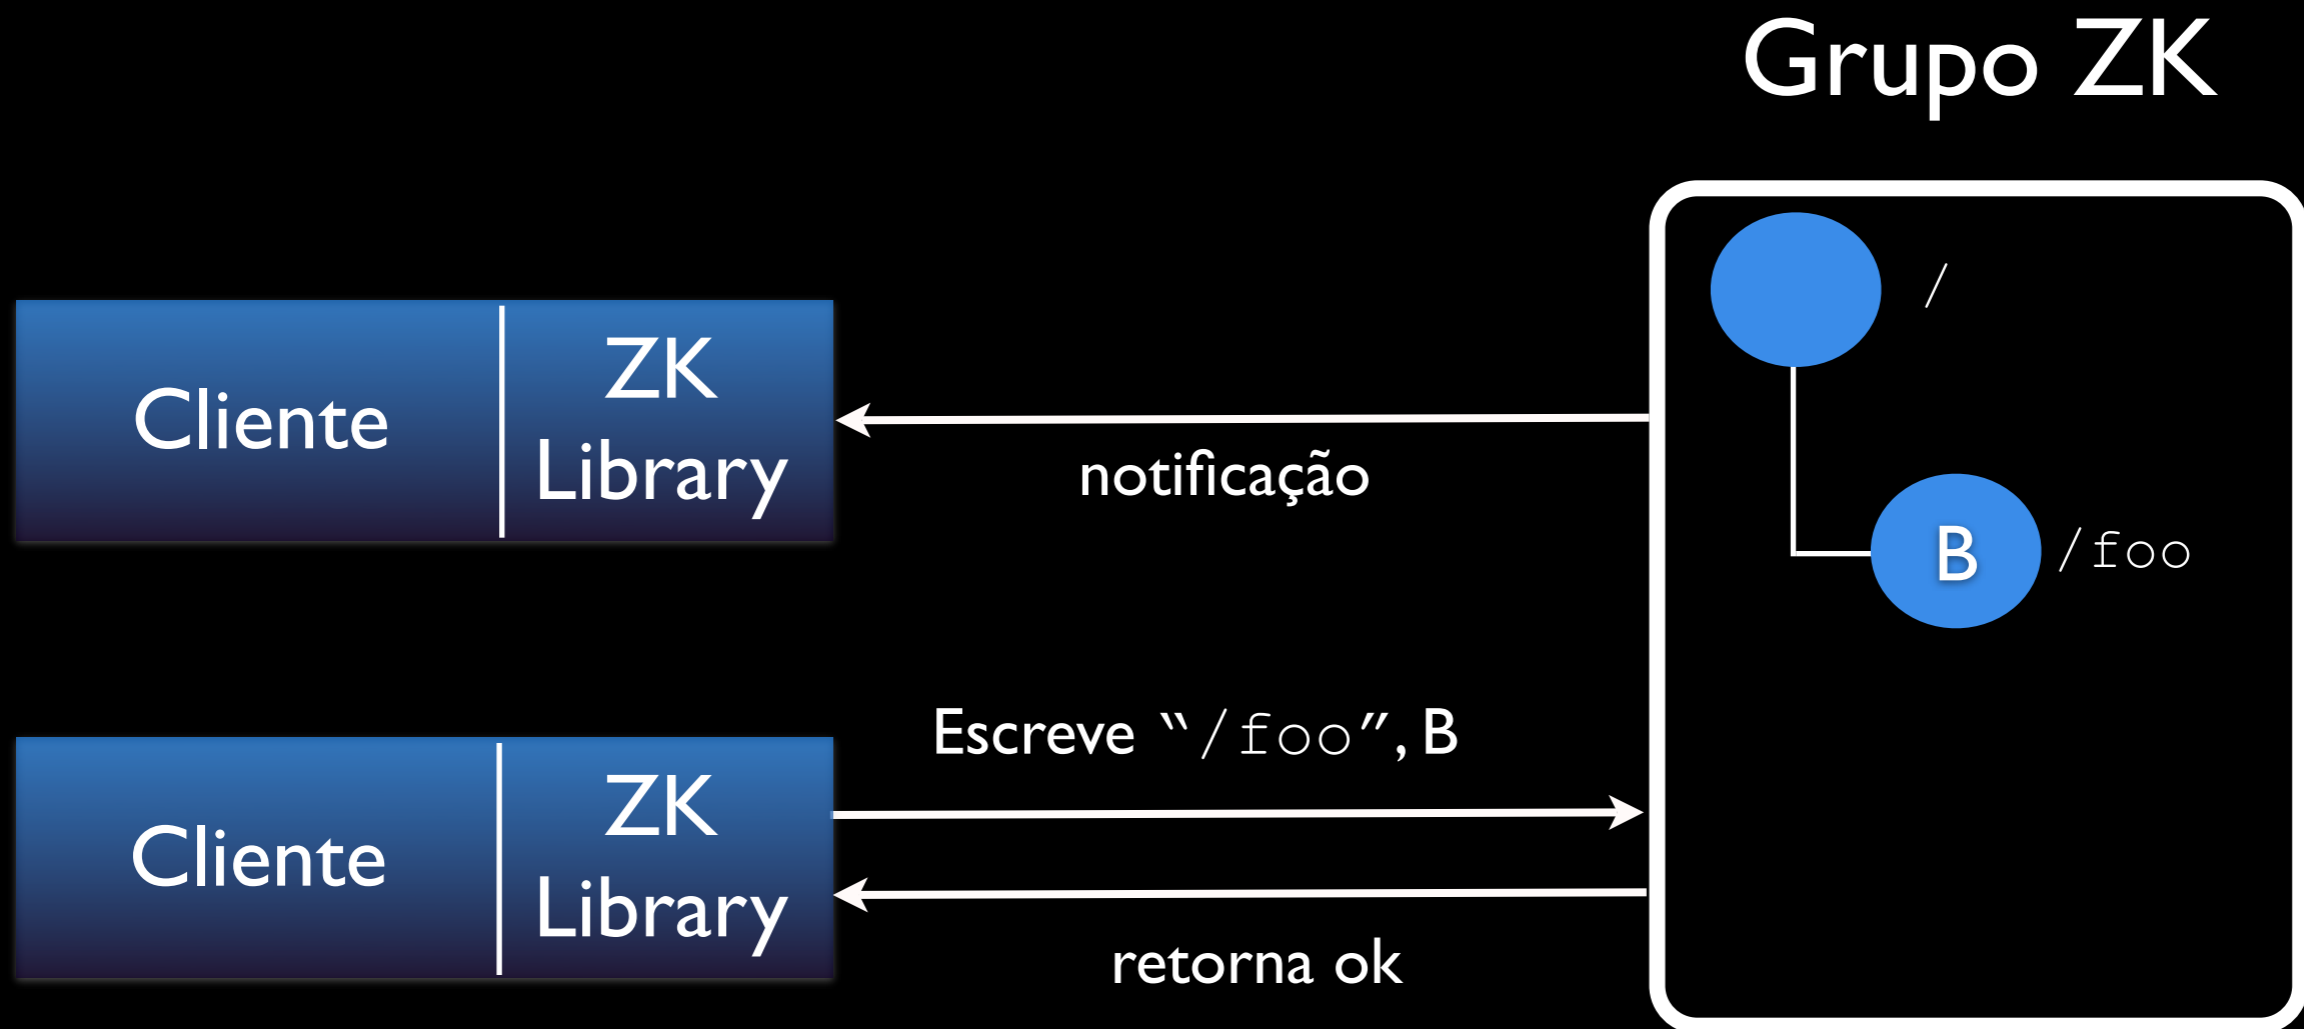 Grupo ZK
/
Cliente
ZK
Library
notificação
B
/foo
Escreve “/foo”, B
Cliente
ZK
Library
retorna ok